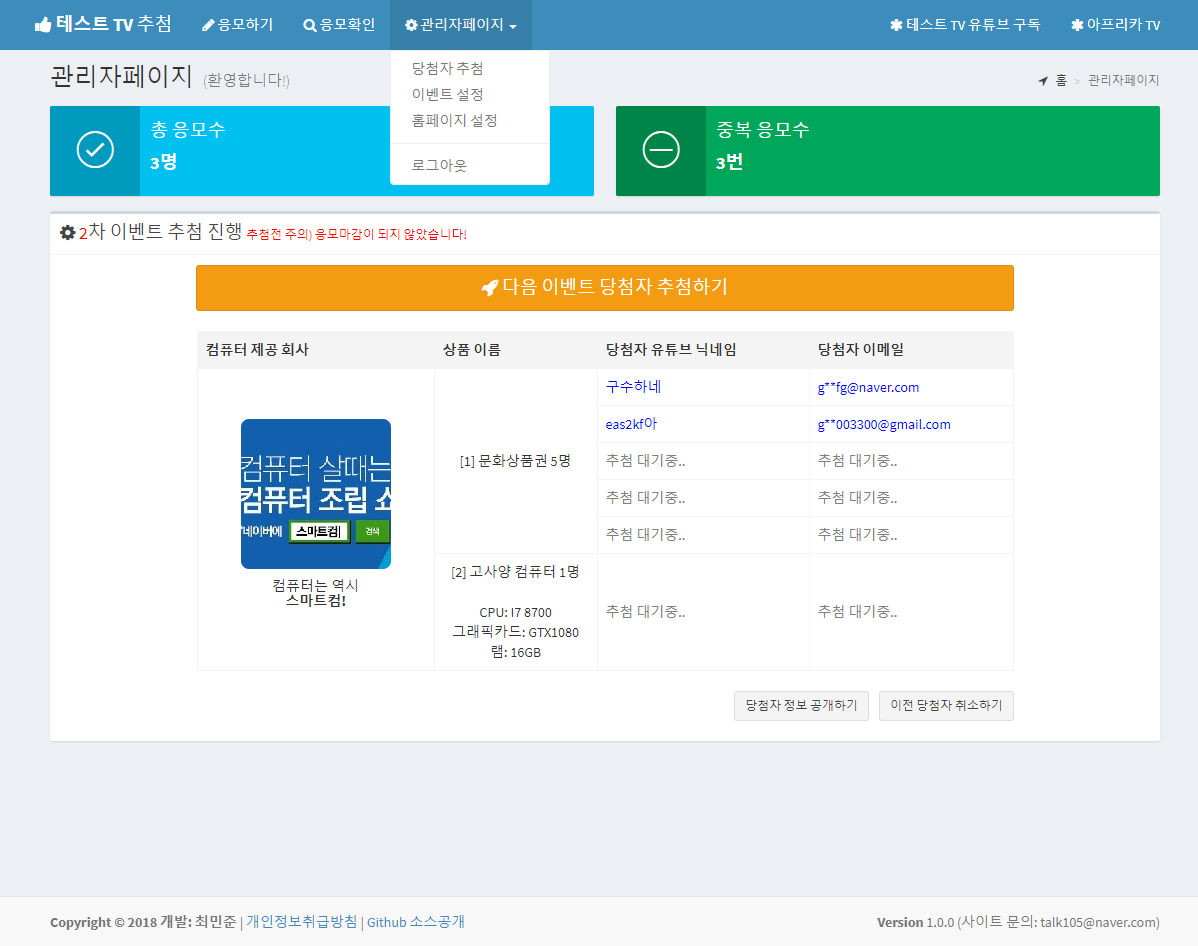 테스트 TV 추첨
응모하기
응모확인
관리자페이지
테스트 TV 유튜브 구독
아프리카 TV
당첨자 추첨
이벤트 설정
홈페이지 설정
로그아웃
관리자페이지 (환영합니다!)
홈 > 관리자페이지
총 응모수
3명
중복 응모수
3번
2차 이벤트 추첨 진행 추첨전 주의) 응모마감이 되지 않았습니다!
다음 이벤트 당첨자 추첨하기
컴퓨터 제공 회사 상품 이름 당첨자 유튜브 닉네임 당첨자 이메일
컴퓨터 살때는
컴퓨터 조립 쇼
네이버에 스마트컴 검색
컴퓨터는 역시
스마트컴!
[1] 문화상품권 5명
구수하네 g**fg@naver.com
eas2kf아 g**003300@gmail.com
추첨 대기중.. 추첨 대기중..
추첨 대기중.. 추첨 대기중..
추첨 대기중.. 추첨 대기중..
[2] 고사양 컴퓨터 1명
CPU: I7 8700
그래픽카드: GTX1080
램: 16GB
추첨 대기중.. 추첨 대기중..
당첨자 정보 공개하기
이전 당첨자 취소하기
Copyright © 2018 개발: 최민준 | 개인정보취급방침 | Github 소스공개
Version 1.0.0 (사이트 문의: talk105@naver.com)